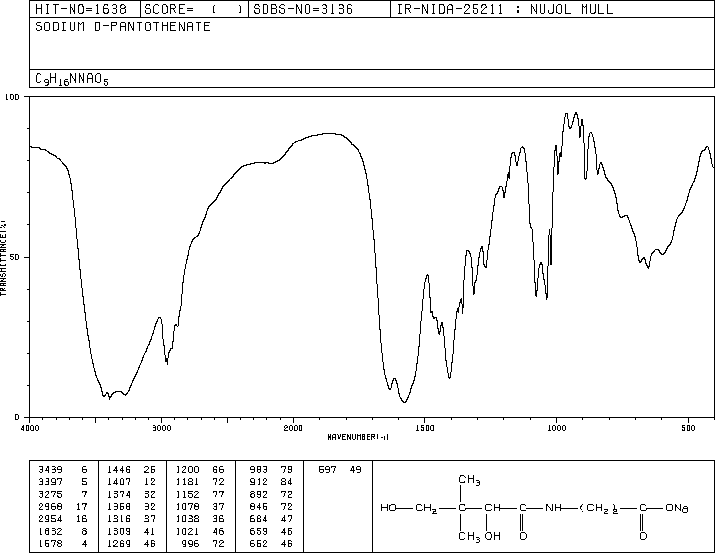 HIT-NO=1638 SCORE= ( ) SDBS-NO=3136 IR-NIDA-25211 : NUJOL MULL
SODIUM D-PANTOTHENATE
C9H16NNAO5
100
50
0
TRANSMITTANCE(%)
4000 3000 2000 1500 1000 500
WAVENUMBER(-1)
3439 6 1446 26 1200 66 983 79 597 49
3397 5 1407 12 1181 72 912 84
3275 7 1374 32 1152 77 892 72
2968 17 1368 32 1078 37 846 72
2954 16 1316 37 1038 36 684 47
1632 8 1309 41 1021 46 659 46
1578 4 1269 46 996 72 652 46
CH3
HO CH2 C CH C NH (CH2)2 C ONa
CH3 OH O O